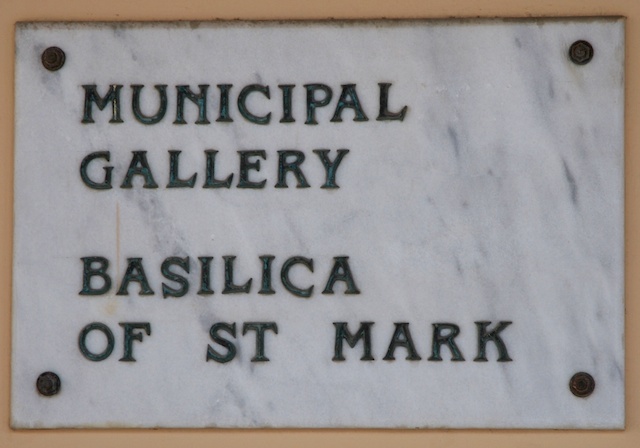 MUNICIPAL
GALLERY
BASILICA
OF ST MARK